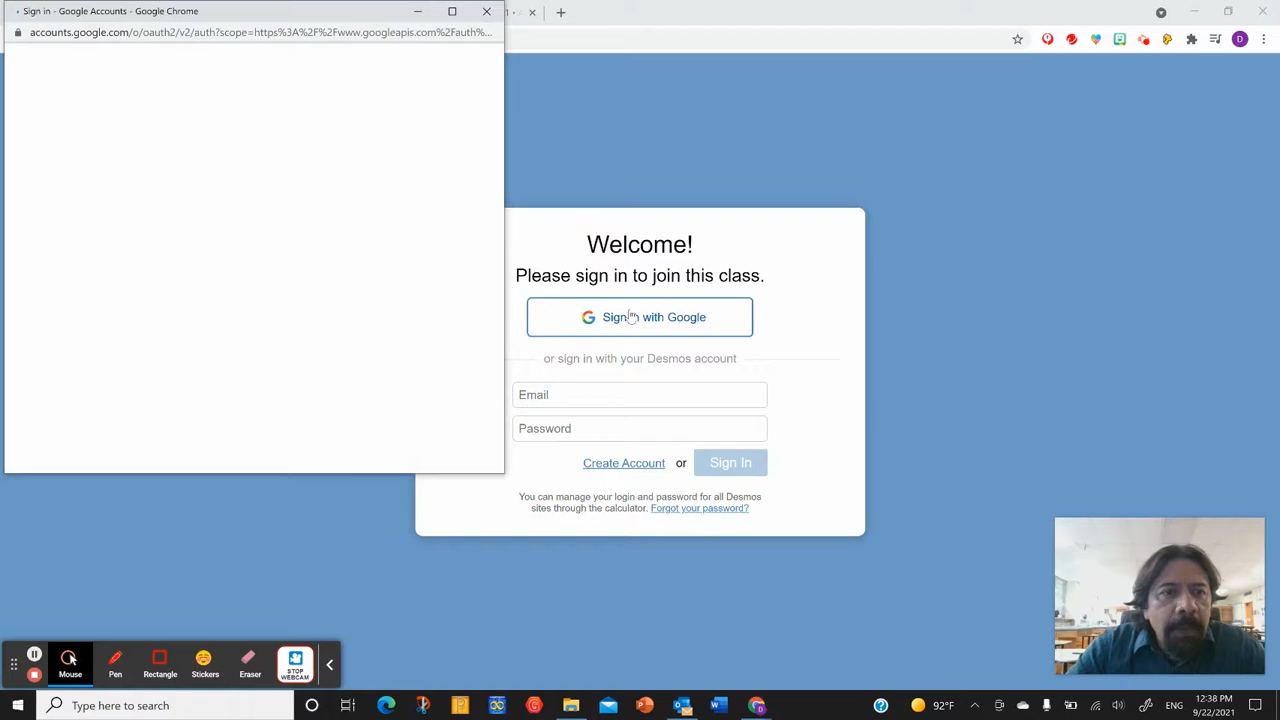 Sign in - Google Accounts - Google Chrome
accounts.google.com/o/oauth2/v2/auth?scope=https%3A%2F%2Fwww.googleapis.com%2Fauth%...
D
Welcome!
Please sign in to join this class.
Sign in with Google
or sign in with your Desmos account
Email
Password
Create Account or Sign In
You can manage your login and password for all Desmos
sites through the calculator. Forgot your password?
Mouse
Pen
Rectangle
Stickers
Eraser
STOP
WEBCAM
Type here to search
92°F
ENG
12:38 PM
9/22/2021